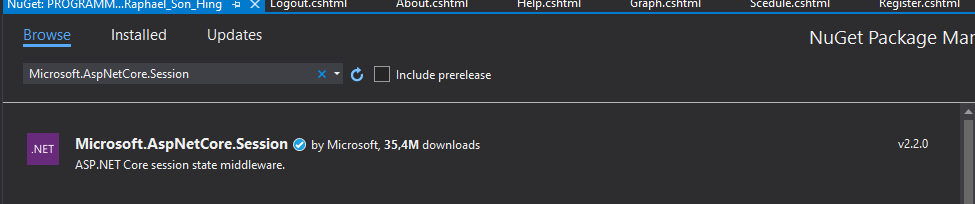 NuGet: PROGRAMM...Raphael_Son_Hing Logout.cshtml About.cshtml Help.cshtml Graph.cshtml Scedule.cshtml Register.cshtml
Browse Installed Updates NuGet Package Mar
Microsoft.AspNetCore.Session Include prerelease
.NET Microsoft.AspNetCore.Session by Microsoft, 35,4M downloads v2.2.0
ASP.NET Core session state middleware.